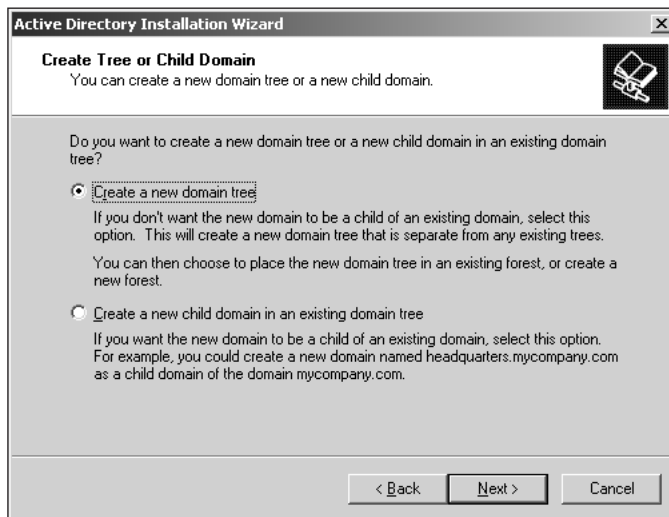 Active Directory Installation Wizard
Create Tree or Child Domain
You can create a new domain tree or a new child domain.
Do you want to create a new domain tree or a new child domain in an existing domain
tree?
Create a new domain tree
If you don't want the new domain to be a child of an existing domain, select this
option. This will create a new domain tree that is separate from any existing trees.
You can then choose to place the new domain tree in an existing forest, or create a
new forest.
Create a new child domain in an existing domain tree
If you want the new domain to be a child of an existing domain, select this option.
For example, you could create a new domain named headquarters.mycompany.com
as a child domain of the domain mycompany.com.
< Back Next > Cancel